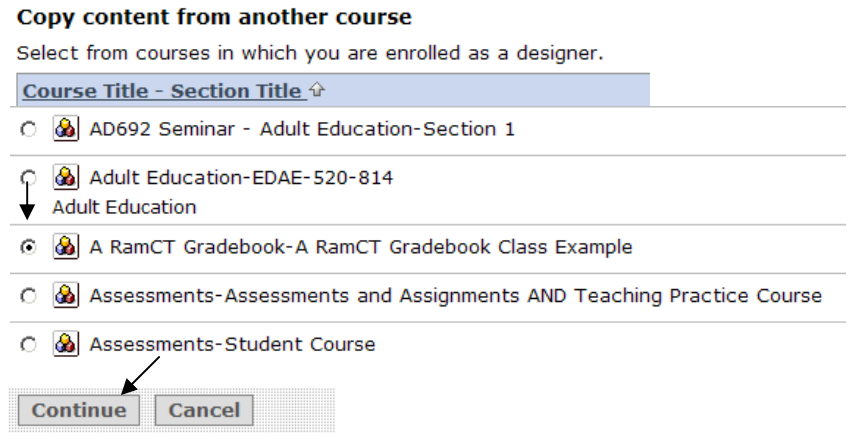 Copy content from another course
Select from courses in which you are enrolled as a designer.
Course Title - Section Title
AD692 Seminar - Adult Education-Section 1
Adult Education-EDAE-520-814
Adult Education
A RamCT Gradebook-A RamCT Gradebook Class Example
Assessments-Assessments and Assignments AND Teaching Practice Course
Assessments-Student Course
Continue Cancel